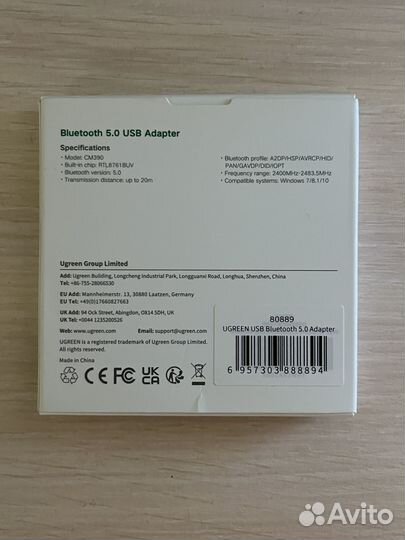 Bluetooth 5.0 USB Adapter
Specifications
• Model: CM390
• Built-in chip: RTL8761BUV
• Bluetooth version: 5.0
• Transmission distance: up to 20m
• Bluetooth profile: A2DP/HSP/AVRCP/HID/
PAN/GAVDP/DID/IOPT
• Frequency range: 2400MHz-2483.5MHz
• Compatible systems: Windows 7/8.1/10
Ugreen Group Limited
Add: Ugreen Building, Longcheng Industrial Park, Longguanxi Road, Longhua, Shenzhen, China
Tel: +86-755-28066530
EU Add: Mannheimerstr. 13, 30880 Laatzen, Germany
EU Tel: +49(0)17660827663
UK Add: 94 Ock Street, Abingdon, OX14 5DH, UK
UK Tel: +0044 1235200526
Web: www.ugreen.com Email: support@ugreen.com
UGREEN is a registered trademark of Ugreen Group Limited.
All Rights Reserved.
Made in China
CE UKCA
80889
UGREEN USB Bluetooth 5.0 Adapter
6 957303 888894
Avito